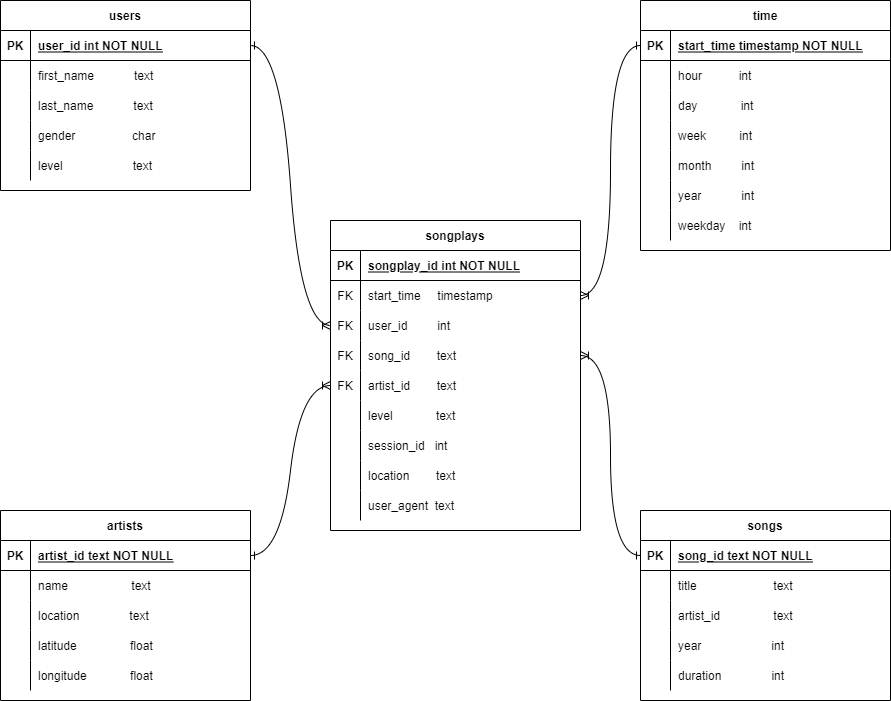 users
PK user_id int NOT NULL
first_name text
last_name text
gender char
level text
time
PK start_time timestamp NOT NULL
hour int
day int
week int
month int
year int
weekday int
songplays
PK songplay_id int NOT NULL
FK start_time timestamp
FK user_id int
FK song_id text
FK artist_id text
level text
session_id int
location text
user_agent text
artists
PK artist_id text NOT NULL
name text
location text
latitude float
longitude float
songs
PK song_id text NOT NULL
title text
artist_id text
year int
duration int